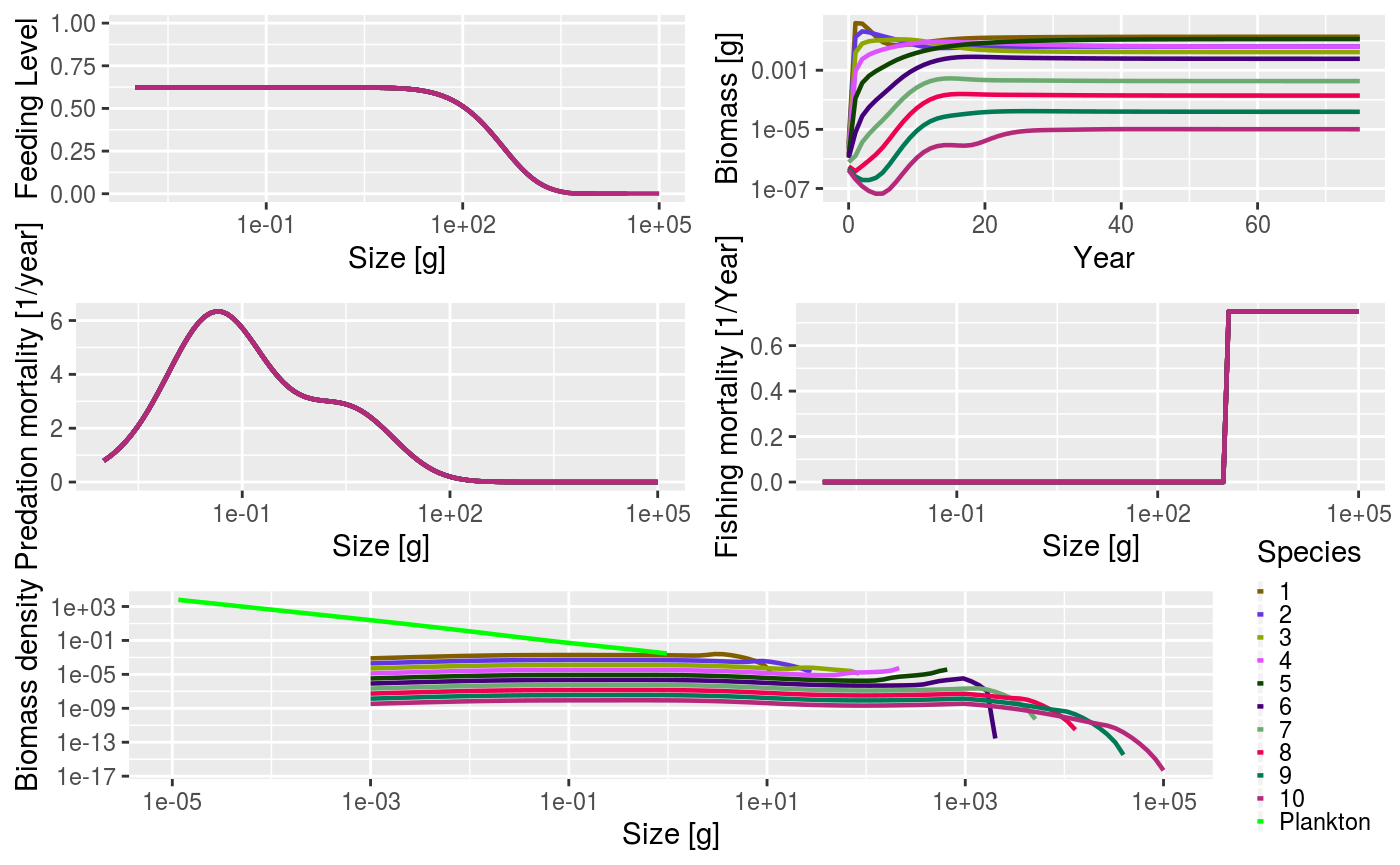 Feeding Level
1.00
0.75
0.50
0.25
0.00
1e-01
1e+02
1e+05
Size [g]
Biomass [g]
0.001
1e-05
1e-07
0
20
40
60
Year
Predation mortality [1/year]
6
4
2
0
1e-01
1e+02
1e+05
Size [g]
Fishing mortality [1/Year]
0.6
0.4
0.2
0.0
1e-01
1e+02
1e+05
Size [g]
Biomass density
1e+03
1e-01
1e-05
1e-09
1e-13
1e-17
1e-05
1e-03
1e-01
1e+01
1e+03
1e+05
Size [g]
Species
1
2
3
4
5
6
7
8
9
10
Plankton